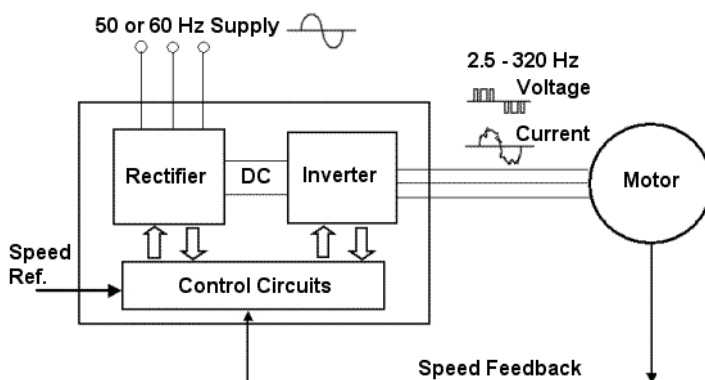 50 or 60 Hz Supply
2.5 - 320 Hz
Voltage
Current
Rectifier
DC
Inverter
Motor
Speed
Ref.
Control Circuits
Speed Feedback